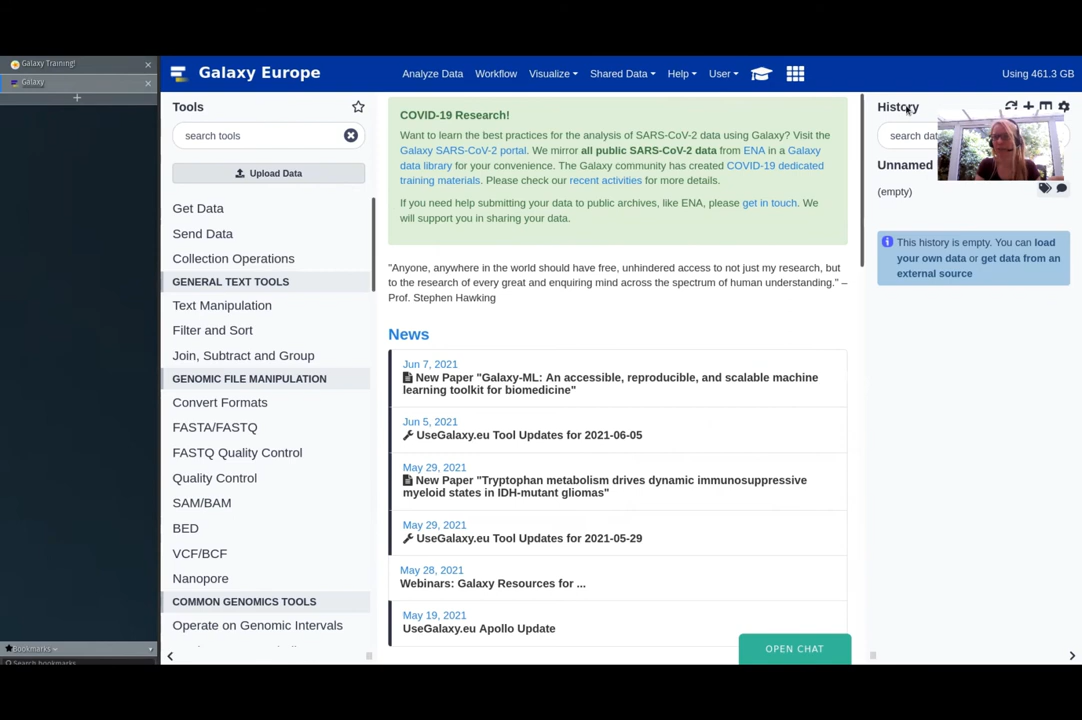 Galaxy Training!
Galaxy
Galaxy Europe
Analyze Data
Workflow
Visualize
Shared Data
Help
User
Using 461.3 GB
Tools
search tools
Upload Data
Get Data
Send Data
Collection Operations
GENERAL TEXT TOOLS
Text Manipulation
Filter and Sort
Join, Subtract and Group
GENOMIC FILE MANIPULATION
Convert Formats
FASTA/FASTQ
FASTQ Quality Control
Quality Control
SAM/BAM
BED
VCF/BCF
Nanopore
COMMON GENOMICS TOOLS
Operate on Genomic Intervals
COVID-19 Research!
Want to learn the best practices for the analysis of SARS-CoV-2 data using Galaxy? Visit the
Galaxy SARS-CoV-2 portal. We mirror all public SARS-CoV-2 data from ENA in a Galaxy
data library for your convenience. The Galaxy community has created COVID-19 dedicated
training materials. Please check our recent activities for more details.
If you need help submitting your data to public archives, like ENA, please get in touch. We
will support you in sharing your data.
"Anyone, anywhere in the world should have free, unhindered access to not just my research, but
to the research of every great and enquiring mind across the spectrum of human understanding." –
Prof. Stephen Hawking
News
Jun 7, 2021
New Paper "Galaxy-ML: An accessible, reproducible, and scalable machine
learning toolkit for biomedicine"
Jun 5, 2021
UseGalaxy.eu Tool Updates for 2021-06-05
May 29, 2021
New Paper "Tryptophan metabolism drives dynamic immunosuppressive
myeloid states in IDH-mutant gliomas"
May 29, 2021
UseGalaxy.eu Tool Updates for 2021-05-29
May 28, 2021
Webinars: Galaxy Resources for ...
May 19, 2021
UseGalaxy.eu Apollo Update
OPEN CHAT
History
search dat
Unnamed
(empty)
This history is empty. You can load
your own data or get data from an
external source
Bookmarks
Search bookmarks